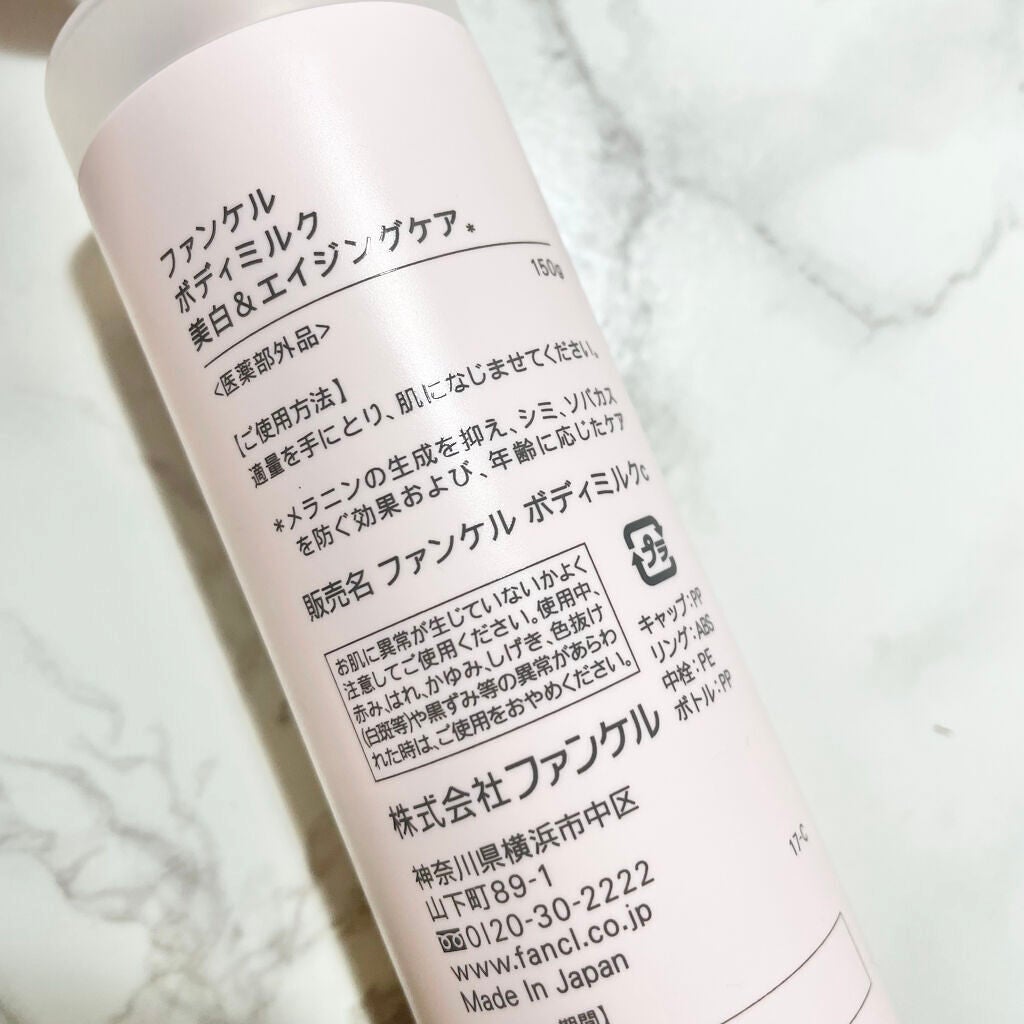 ファンケル
ボディミルク
美白&エイジングケア*
150g
<医薬部外品>
【ご使用方法】
適量を手にとり、肌になじませてください。
*メラニンの生成を抑え、シミ、ソバカス
を防ぐ効果および、年齢に応じたケア
販売名 ファンケル ボディミルクc
お肌に異常が生じていないかよく
注意してご使用ください。使用中、
赤み、はれ、かゆみ、しげき、色抜け
(白斑等)や黒ずみ等の異常があらわ
れた時は、ご使用をおやめください。
プラ
キャップ:PP
リング:ABS
中栓:PE
ボトル:PP
株式会社ファンケル
神奈川県横浜市中区
山下町89-1
0120-30-2222
www.fancl.co.jp
Made In Japan
17-C
期間】